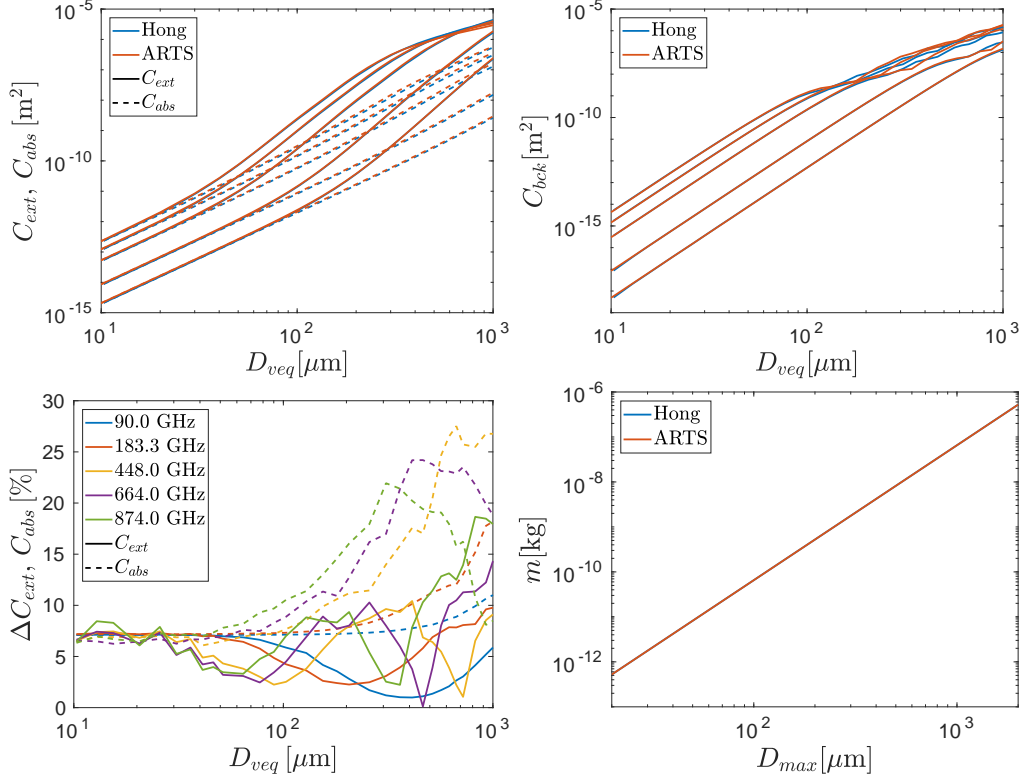 10^-5
10^-10
10^-15
C_ext, C_abs [m^2]
Hong
ARTS
C_ext
C_abs
10^1
10^2
10^3
D_veq [μm]
10^-5
10^-10
10^-15
C_bck [m^2]
Hong
ARTS
10^1
10^2
10^3
D_veq [μm]
30
25
20
15
10
5
0
ΔC_ext, C_abs [%]
90.0 GHz
183.3 GHz
448.0 GHz
664.0 GHz
874.0 GHz
C_ext
C_abs
10^1
10^2
10^3
D_veq [μm]
10^-6
10^-8
10^-10
10^-12
m [kg]
Hong
ARTS
10^2
10^3
D_max [μm]